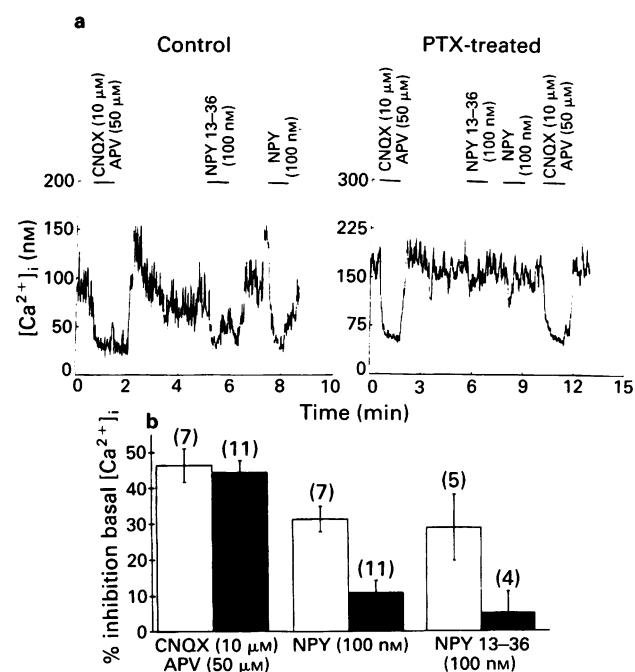 a
Control
PTX-treated
CNQX (10 μM)
APV (50 μM)
NPY 13–36
(100 nM)
NPY
(100 nM)
CNQX (10 μM)
APV (50 μM)
NPY 13–36
(100 nM)
NPY
(100 nM)
CNQX (10 μM)
APV (50 μM)
200
150
100
50
0
[Ca²⁺]ᵢ (nM)
300
225
150
75
0
0 2 4 6 8 10
0 3 6 9 12 15
Time (min)
b
% inhibition basal [Ca²⁺]ᵢ
50
40
30
20
10
0
(7) (11) (7) (11) (5) (4)
CNQX (10 μM)
APV (50 μM)
NPY (100 nM)
NPY 13–36
(100 nM)